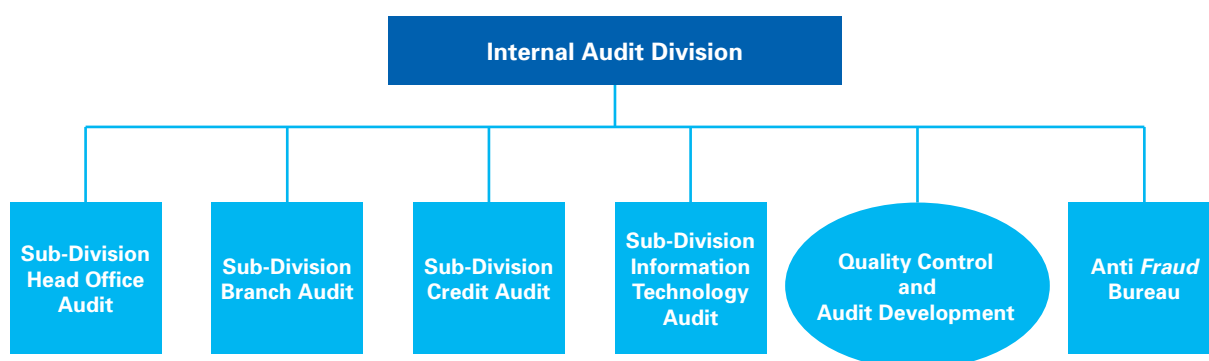 Internal Audit Division
Sub-Division
Head Office
Audit
Sub-Division
Branch Audit
Sub-Division
Credit Audit
Sub-Division
Information
Technology
Audit
Quality Control
and
Audit Development
Anti Fraud
Bureau